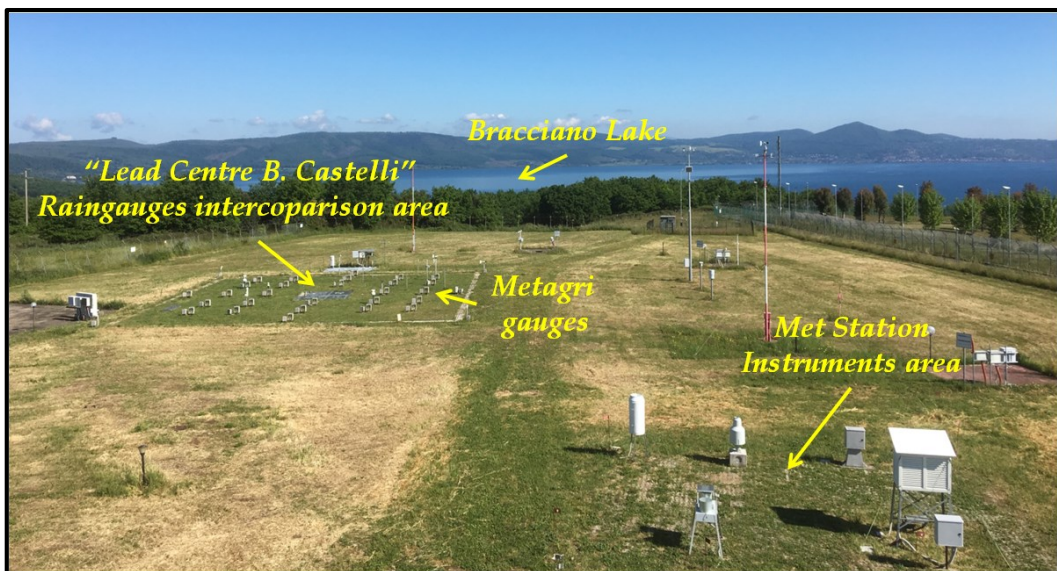 Bracciano Lake
“Lead Centre B. Castelli”
Raingauges intercoparison area
Metagri
gauges
Met Station
Instruments area